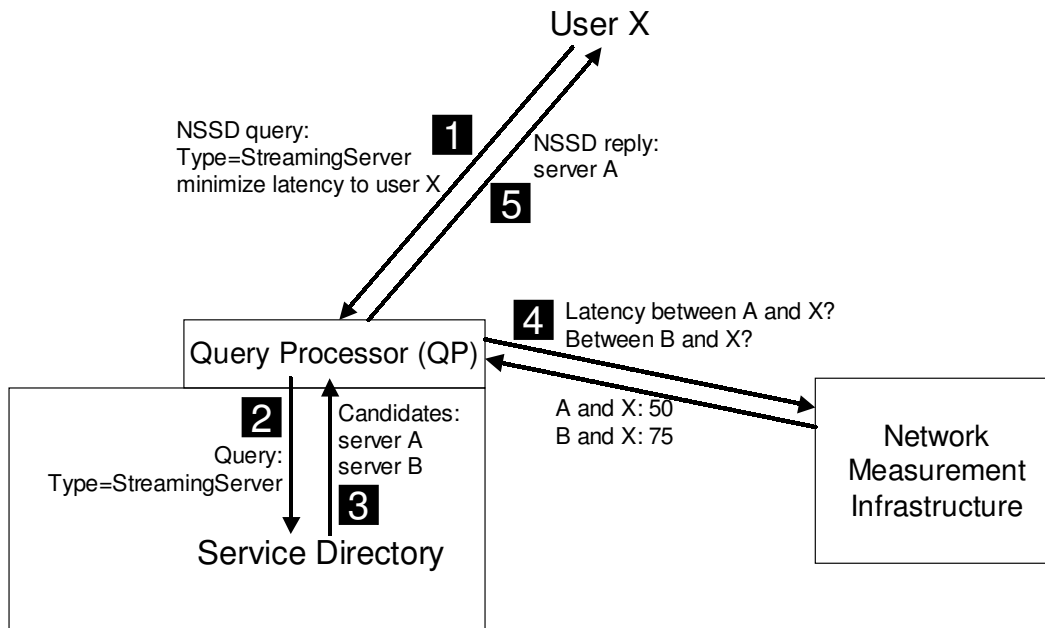 User X
NSSD query:
Type=StreamingServer
minimize latency to user X
1
NSSD reply:
server A
5
Query Processor (QP)
4
Latency between A and X?
Between B and X?
A and X: 50
B and X: 75
2
Query:
Type=StreamingServer
Candidates:
server A
server B
3
Service Directory
Network
Measurement
Infrastructure